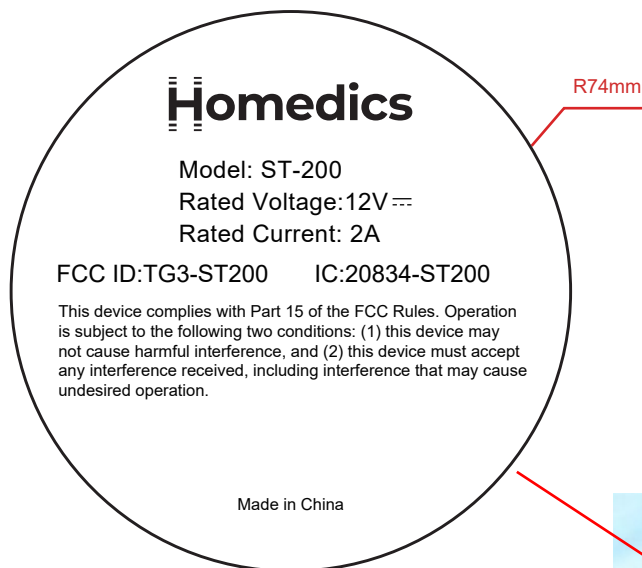 Homedics
R74mm
Model: ST-200
Rated Voltage:12V⎓
Rated Current: 2A
FCC ID:TG3-ST200 IC:20834-ST200
This device complies with Part 15 of the FCC Rules. Operation
is subject to the following two conditions: (1) this device may
not cause harmful interference, and (2) this device must accept
any interference received, including interference that may cause
undesired operation.
Made in China